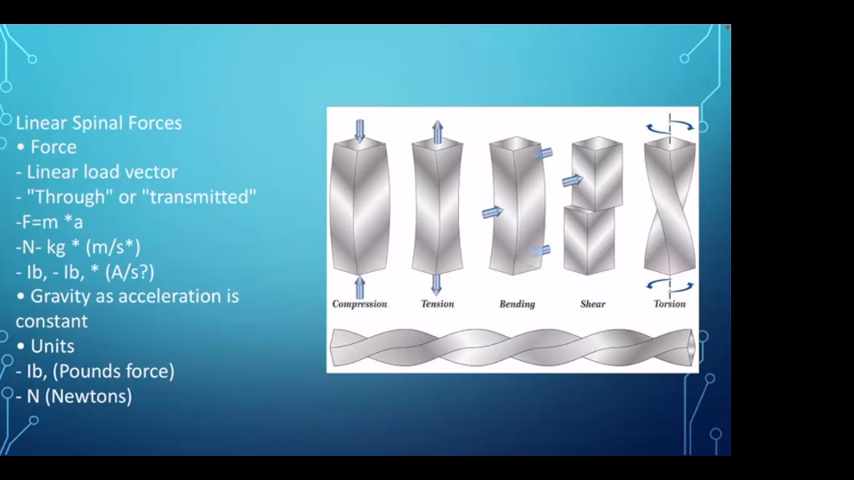 Linear Spinal Forces
• Force
- Linear load vector
- "Through" or "transmitted"
-F=m *a
-N- kg * (m/s*)
- Ib, - Ib, * (A/s?)
• Gravity as acceleration is
constant
• Units
- Ib, (Pounds force)
- N (Newtons)
Compression Tension Bending Shear Torsion